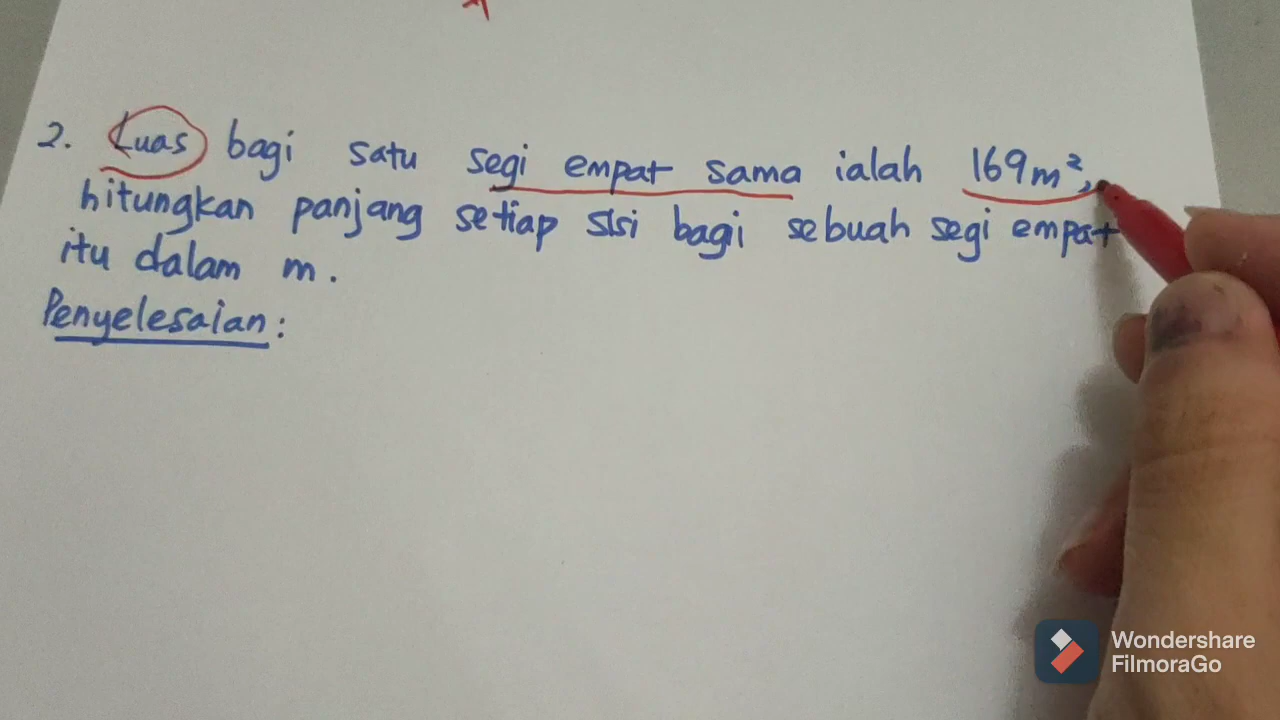 2. Luas bagi satu segi empat sama ialah 169m²,
hitungkan panjang setiap sisi bagi sebuah segi empat
itu dalam m.
Penyelesaian:
Wondershare
FilmoraGo